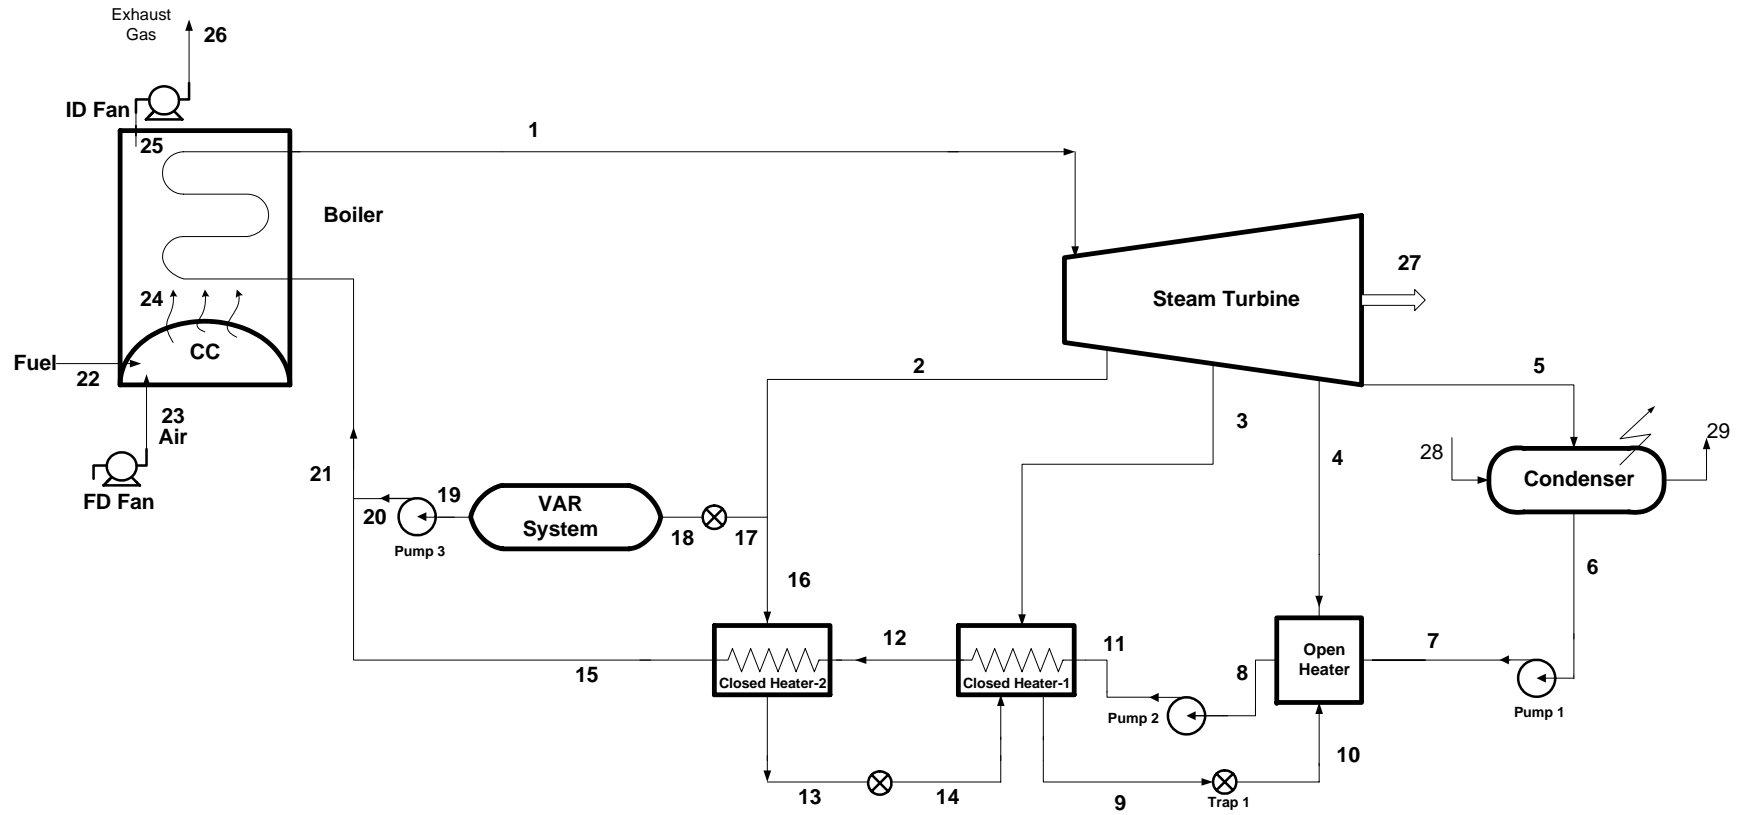 Exhaust
Gas
26
ID Fan
25
1
Boiler
24
CC
Fuel
22
23
Air
FD Fan
Steam Turbine
27
2
3
4
5
28
29
Condenser
21
20
19
Pump 3
VAR
System
18
17
16
6
15
Closed Heater-2
12
Closed Heater-1
11
Pump 2
8
Open
Heater
7
Pump 1
13
14
9
Trap 1
10